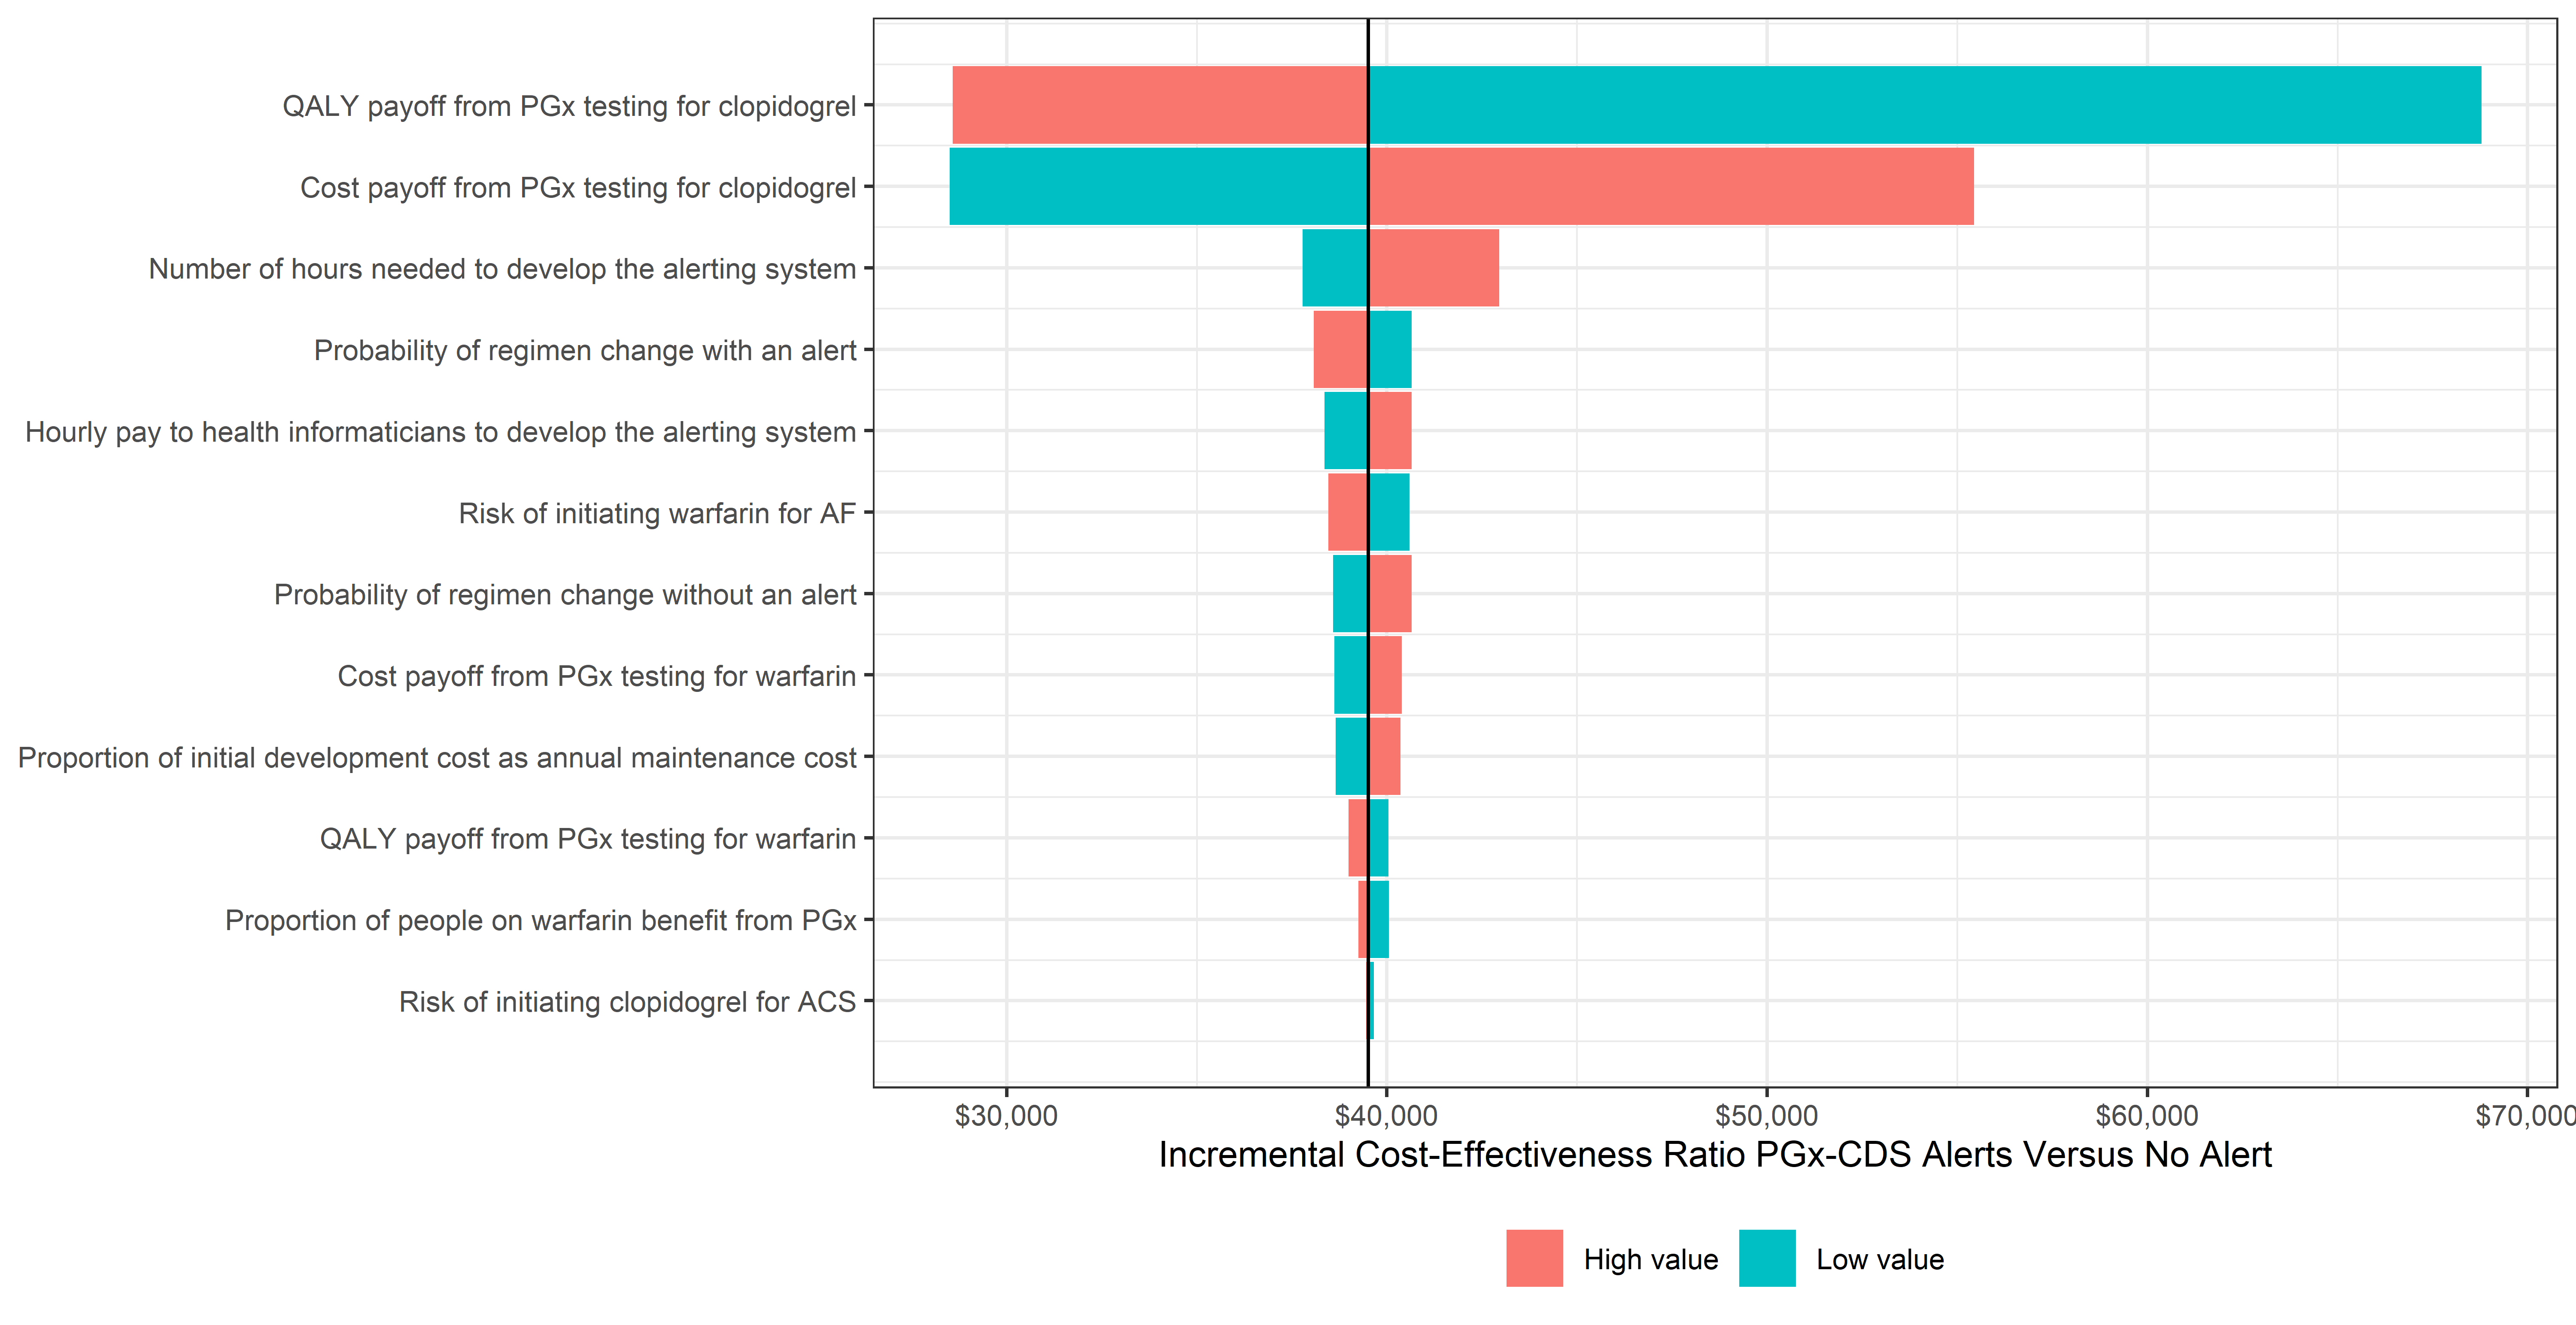 QALY payoff from PGx testing for clopidogrel
Cost payoff from PGx testing for clopidogrel
Number of hours needed to develop the alerting system
Probability of regimen change with an alert
Hourly pay to health informaticians to develop the alerting system
Risk of initiating warfarin for AF
Probability of regimen change without an alert
Cost payoff from PGx testing for warfarin
Proportion of initial development cost as annual maintenance cost
QALY payoff from PGx testing for warfarin
Proportion of people on warfarin benefit from PGx
Risk of initiating clopidogrel for ACS
$30,000 $40,000 $50,000 $60,000 $70,000
Incremental Cost-Effectiveness Ratio PGx-CDS Alerts Versus No Alert
High value Low value